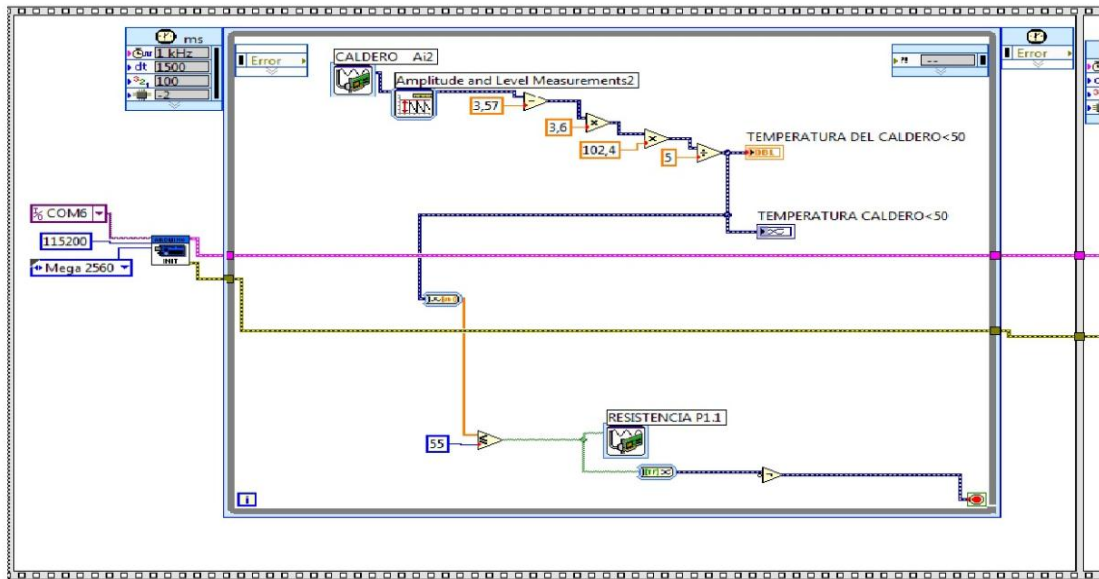 ms
1 kHz
dt 1500
100
-2
Error
CALDERO Ai2
Amplitude and Level Measurements2
3,57
3,6
102,4
5
TEMPERATURA DEL CALDERO<50
TEMPERATURA CALDERO<50
--
Error
COM6
115200
Mega 2560
INIT
55
RESISTENCIA P1.1
i